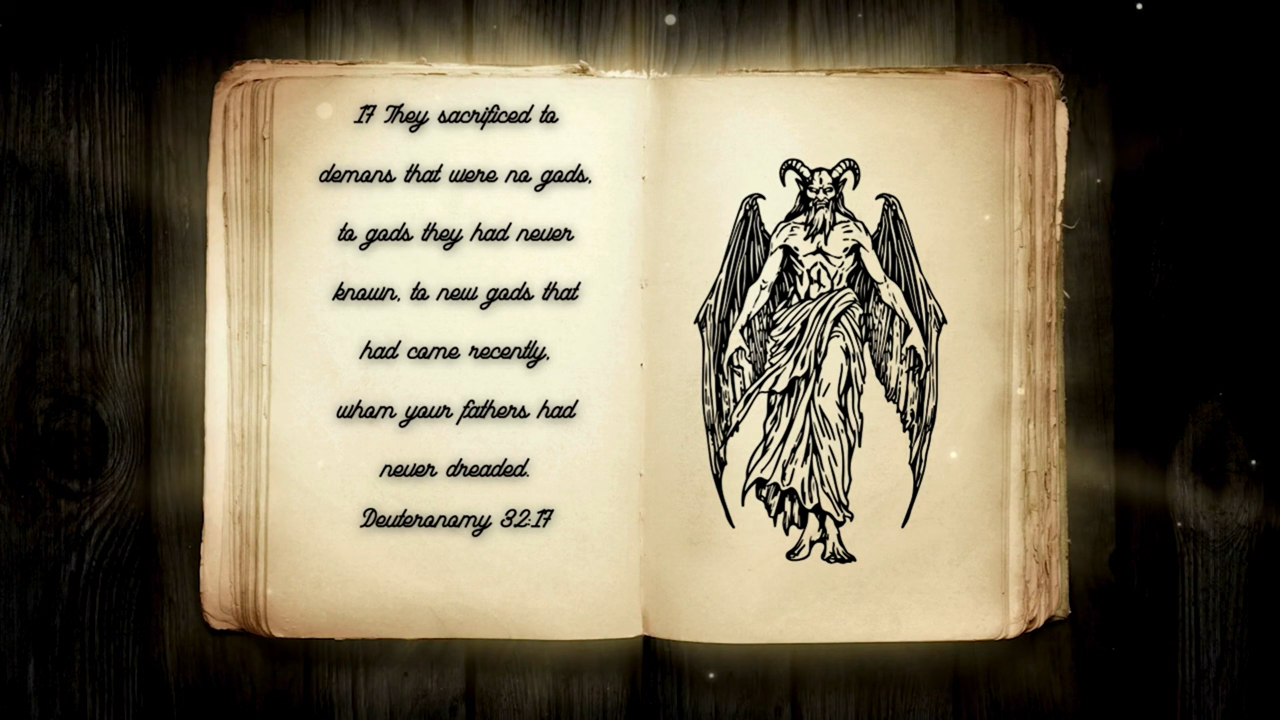 17 They sacrificed to
demons that were no gods,
to gods they had never
known, to new gods that
had come recently,
whom your fathers had
never dreaded.
Deuteronomy 32:17